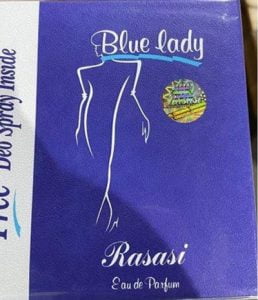 Blue lady
Rasasi
Eau de Parfum
Free Deo Spray Inside